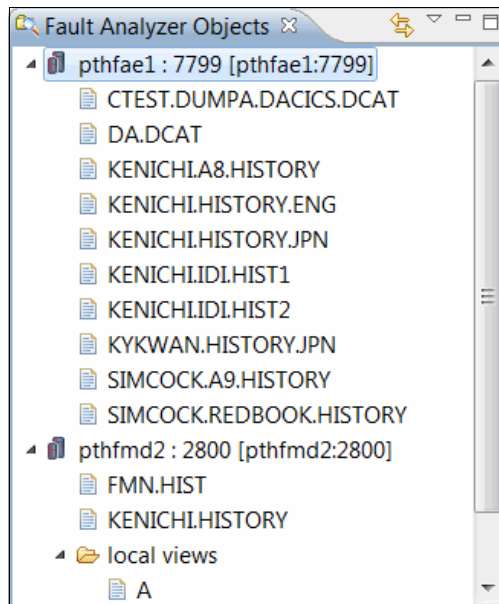 Fault Analyzer Objects
pthfae1 : 7799 [pthfae1:7799]
CTEST.DUMPA.DACICS.DCAT
DA.DCAT
KENICHI.A8.HISTORY
KENICHI.HISTORY.ENG
KENICHI.HISTORY.JPN
KENICHI.IDI.HIST1
KENICHI.IDI.HIST2
KYKWAN.HISTORY.JPN
SIMCOCK.A9.HISTORY
SIMCOCK.REDBOOK.HISTORY
pthfmd2 : 2800 [pthfmd2:2800]
FMN.HIST
KENICHI.HISTORY
local views
A